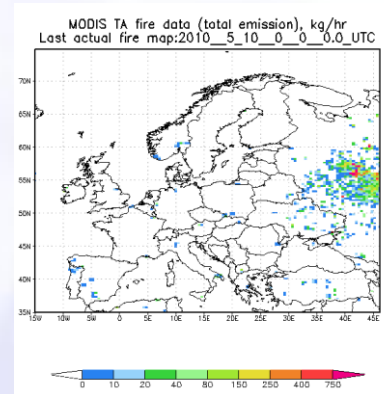 MODIS TA fire data (total emission), kg/hr
Last actual fire map:2010__5_10__0__0__0.0_UTC
70N
65N
60N
55N
50N
45N
40N
35N
15W 10W 5W 0 5E 10E 15E 20E 25E 30E 35E 40E 45E
0 10 20 40 80 150 250 400 750